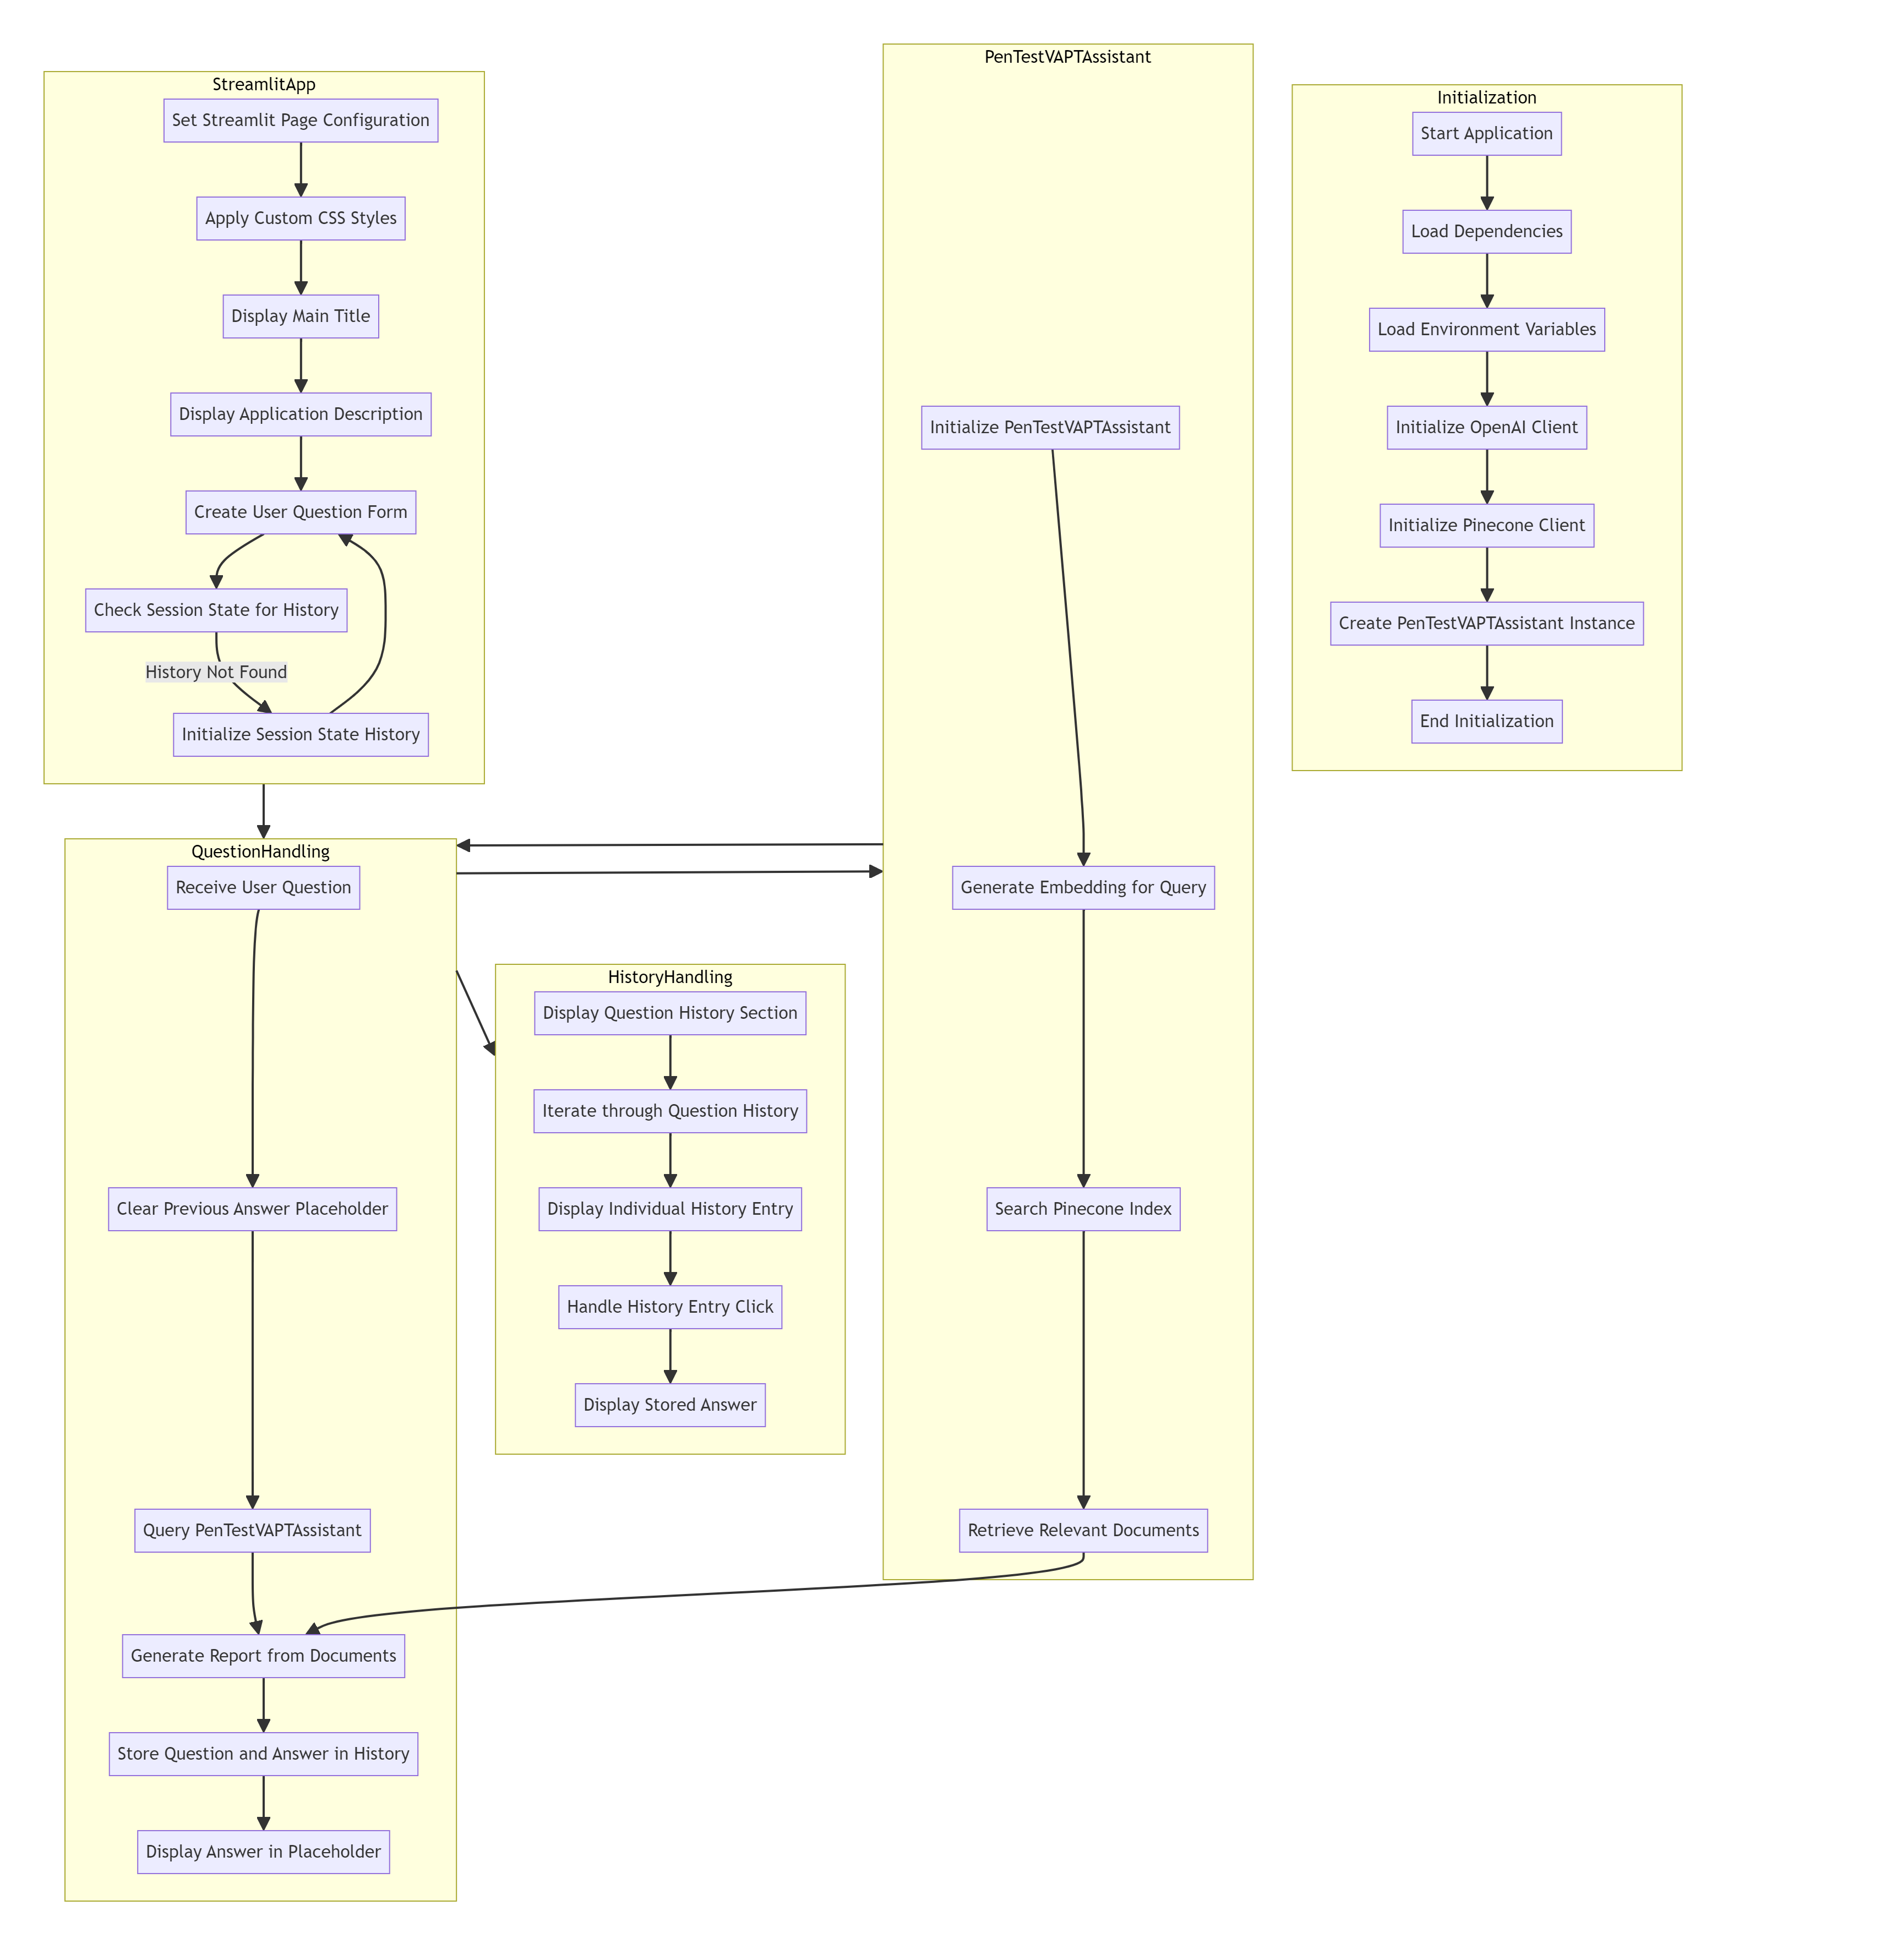 StreamlitApp
Set Streamlit Page Configuration
Apply Custom CSS Styles
Display Main Title
Display Application Description
Create User Question Form
Check Session State for History
History Not Found
Initialize Session State History
QuestionHandling
Receive User Question
Clear Previous Answer Placeholder
Query PenTestVAPTAssistant
Generate Report from Documents
Store Question and Answer in History
Display Answer in Placeholder
HistoryHandling
Display Question History Section
Iterate through Question History
Display Individual History Entry
Handle History Entry Click
Display Stored Answer
PenTestVAPTAssistant
Initialize PenTestVAPTAssistant
Generate Embedding for Query
Search Pinecone Index
Retrieve Relevant Documents
Initialization
Start Application
Load Dependencies
Load Environment Variables
Initialize OpenAI Client
Initialize Pinecone Client
Create PenTestVAPTAssistant Instance
End Initialization